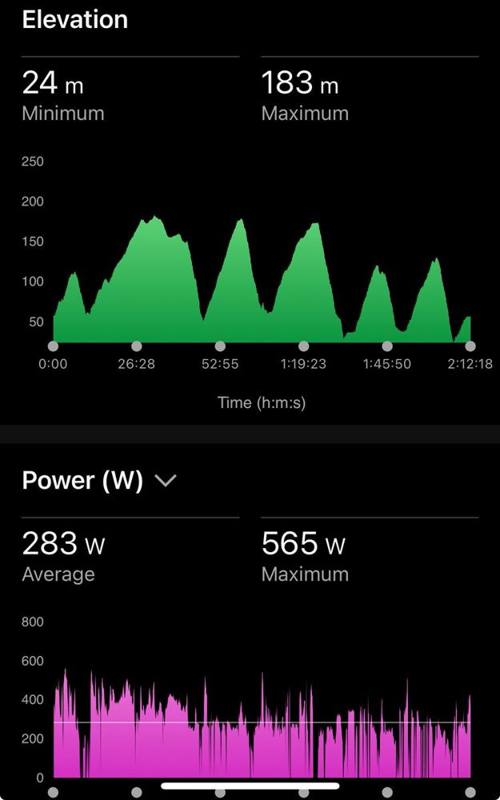 Elevation
24 m 183 m
Minimum Maximum
250
200
150
100
50
0:00 26:28 52:55 1:19:23 1:45:50 2:12:18
Time (h:m:s)
Power (W)
283 W 565 W
Average Maximum
800
600
400
200
0